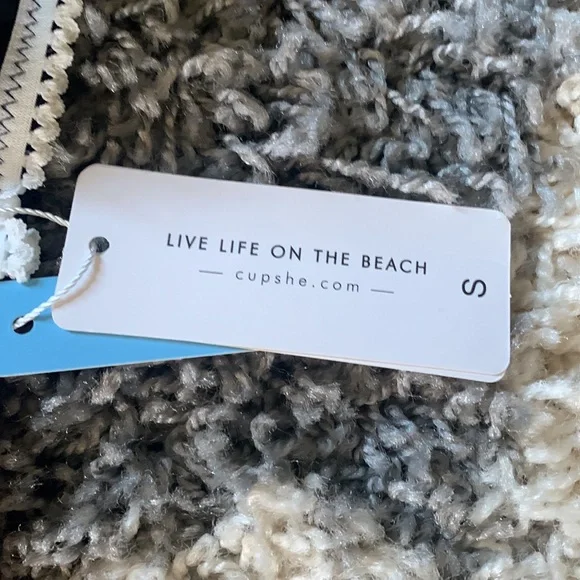 LIVE LIFE ON THE BEACH
— cupshe.com —
S